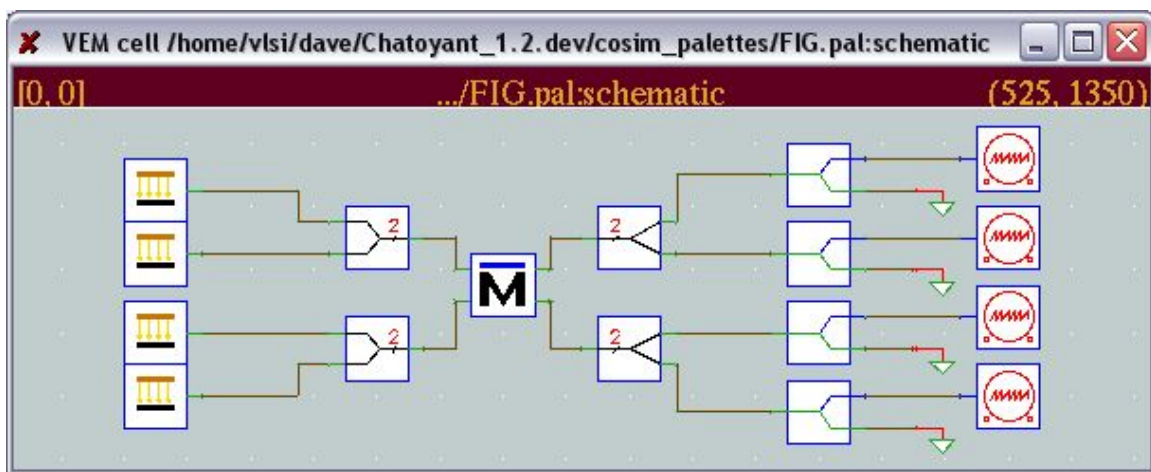 VEM cell /home/vlsi/dave/Chatoyant_1.2.dev/cosim_palettes/FIG.pal:schematic
[0, 0] .../FIG.pal:schematic (525, 1350)
2 2
M
2 2